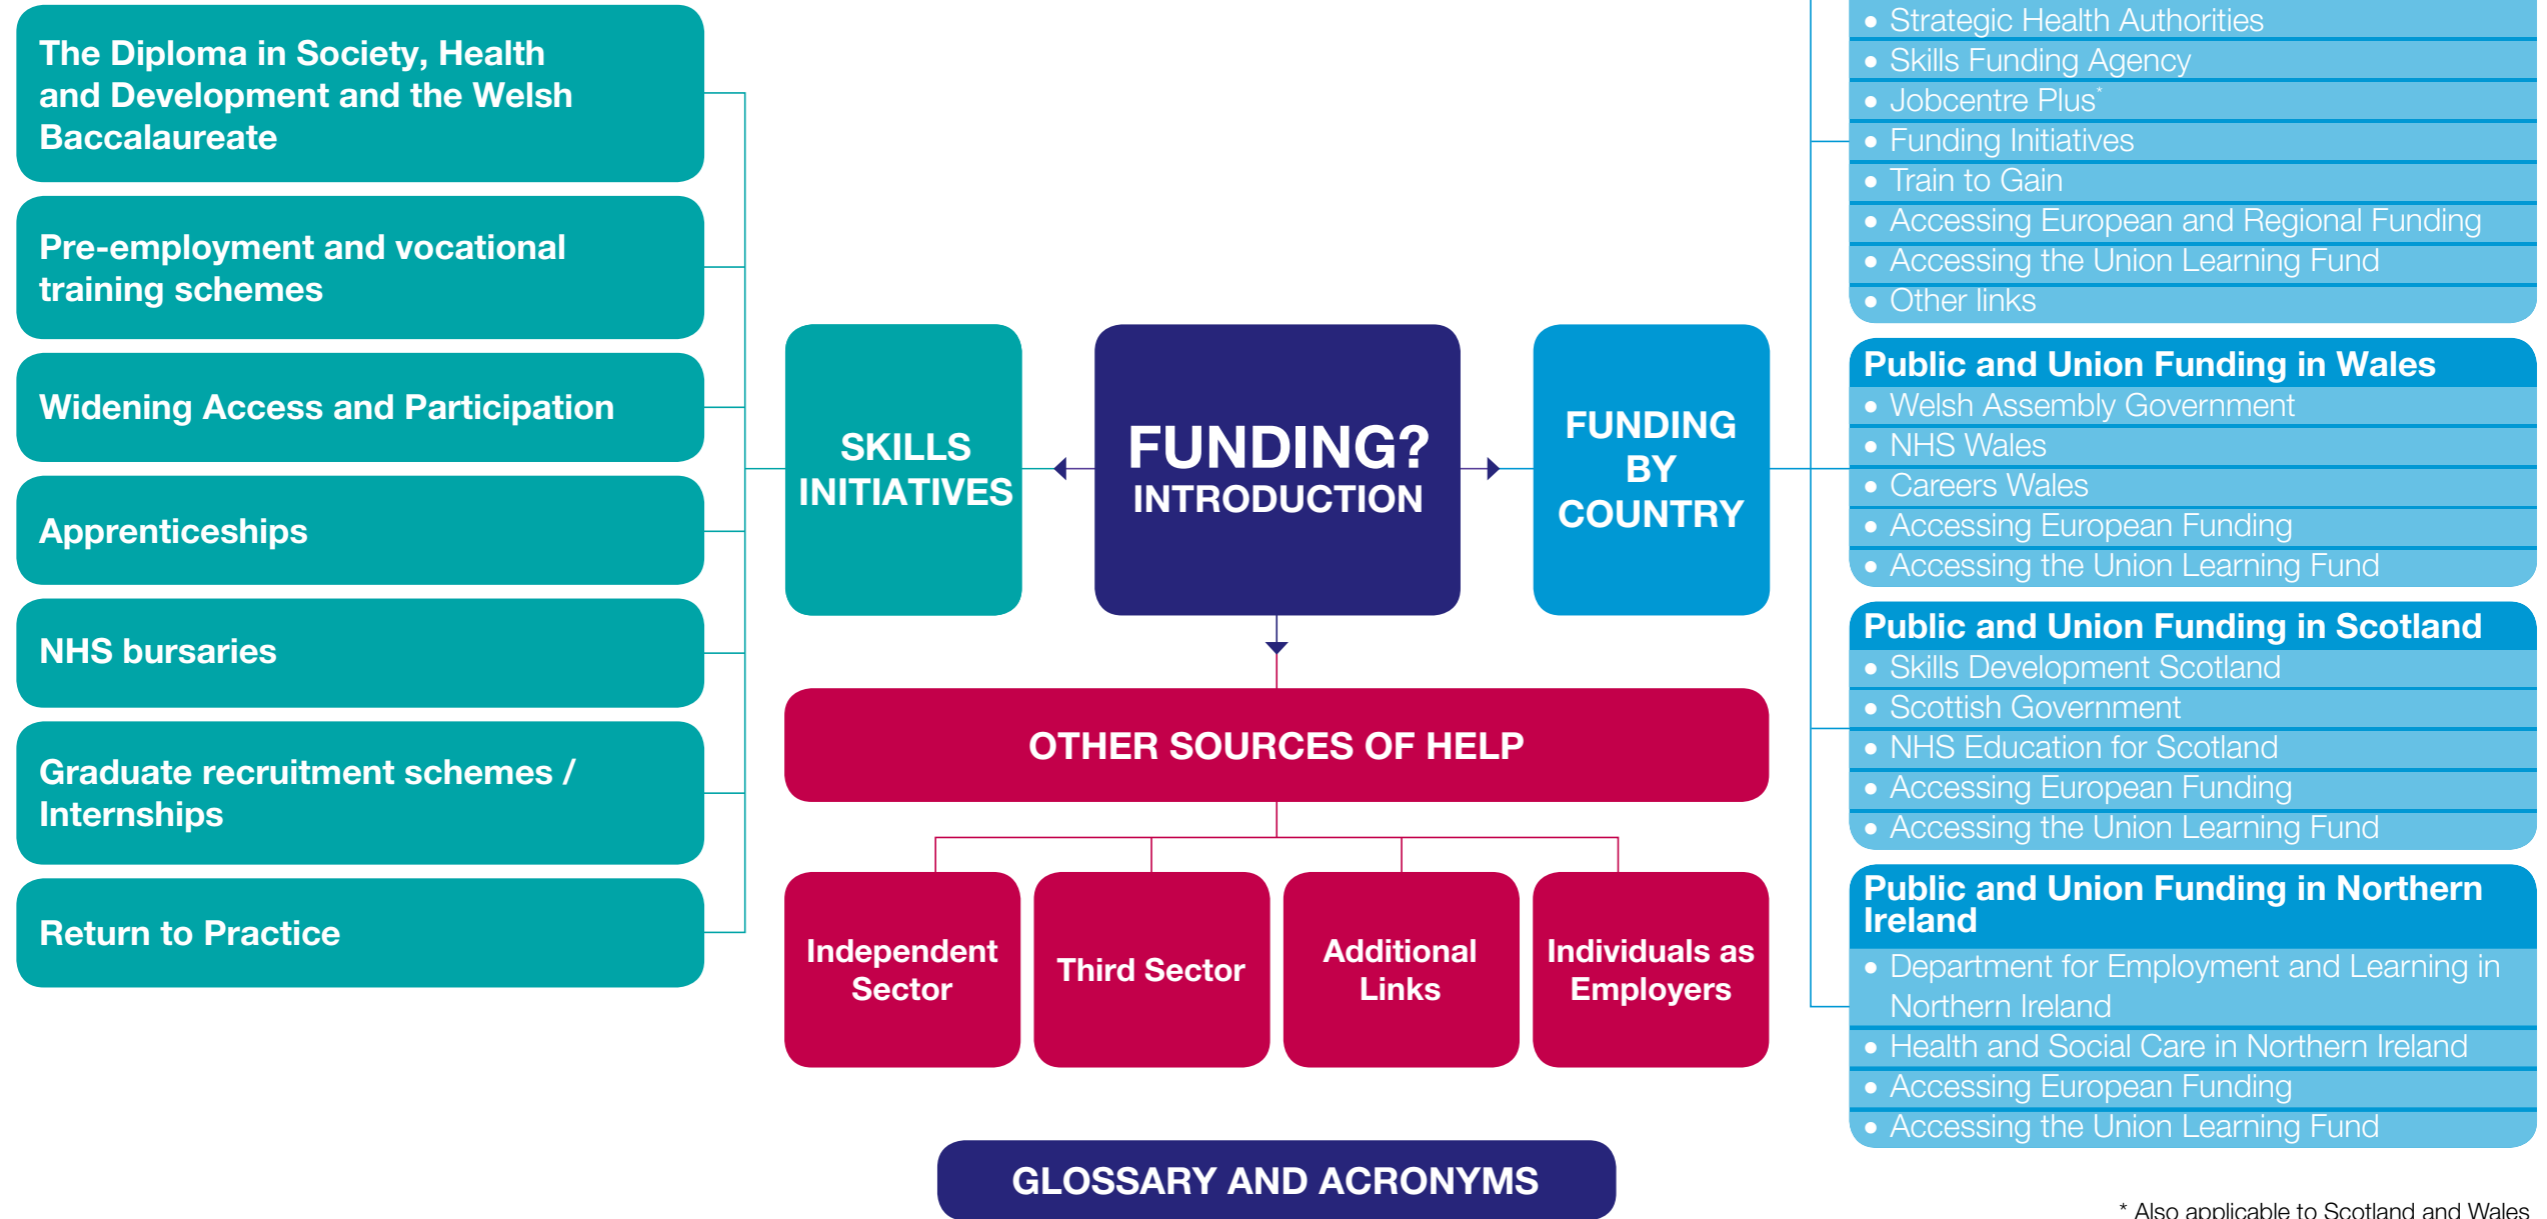 The Diploma in Society, Health
and Development and the Welsh
Baccalaureate
Pre-employment and vocational
training schemes
Widening Access and Participation
Apprenticeships
NHS bursaries
Graduate recruitment schemes /
Internships
Return to Practice
SKILLS
INITIATIVES
FUNDING?
INTRODUCTION
FUNDING
BY
COUNTRY
OTHER SOURCES OF HELP
Independent
Sector
Third Sector
Additional
Links
Individuals as
Employers
GLOSSARY AND ACRONYMS
• Strategic Health Authorities
• Skills Funding Agency
• Jobcentre Plus*
• Funding Initiatives
• Train to Gain
• Accessing European and Regional Funding
• Accessing the Union Learning Fund
• Other links
Public and Union Funding in Wales
• Welsh Assembly Government
• NHS Wales
• Careers Wales
• Accessing European Funding
• Accessing the Union Learning Fund
Public and Union Funding in Scotland
• Skills Development Scotland
• Scottish Government
• NHS Education for Scotland
• Accessing European Funding
• Accessing the Union Learning Fund
Public and Union Funding in Northern
Ireland
• Department for Employment and Learning in
Northern Ireland
• Health and Social Care in Northern Ireland
• Accessing European Funding
• Accessing the Union Learning Fund
* Also applicable to Scotland and Wales